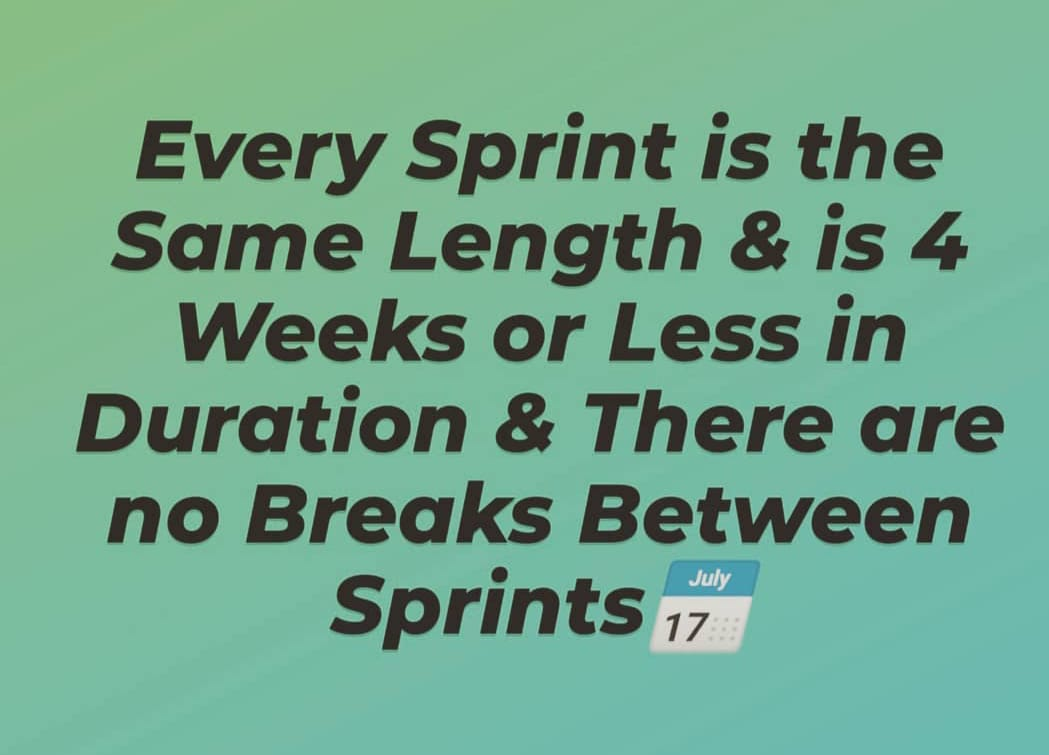 Every Sprint is the
Same Length & is 4
Weeks or Less in
Duration & There are
no Breaks Between
Sprints📅
July
17